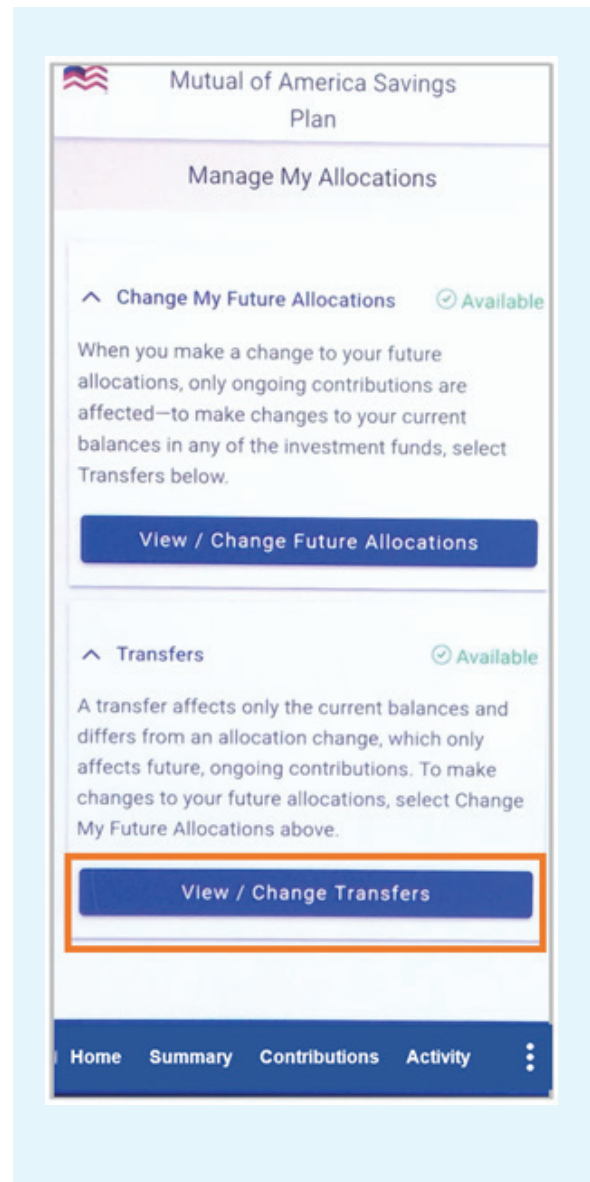 Mutual of America Savings
Plan
Manage My Allocations
Change My Future Allocations Available
When you make a change to your future
allocations, only ongoing contributions are
affected—to make changes to your current
balances in any of the investment funds, select
Transfers below.
View / Change Future Allocations
Transfers Available
A transfer affects only the current balances and
differs from an allocation change, which only
affects future, ongoing contributions. To make
changes to your future allocations, select Change
My Future Allocations above.
View / Change Transfers
Home Summary Contributions Activity